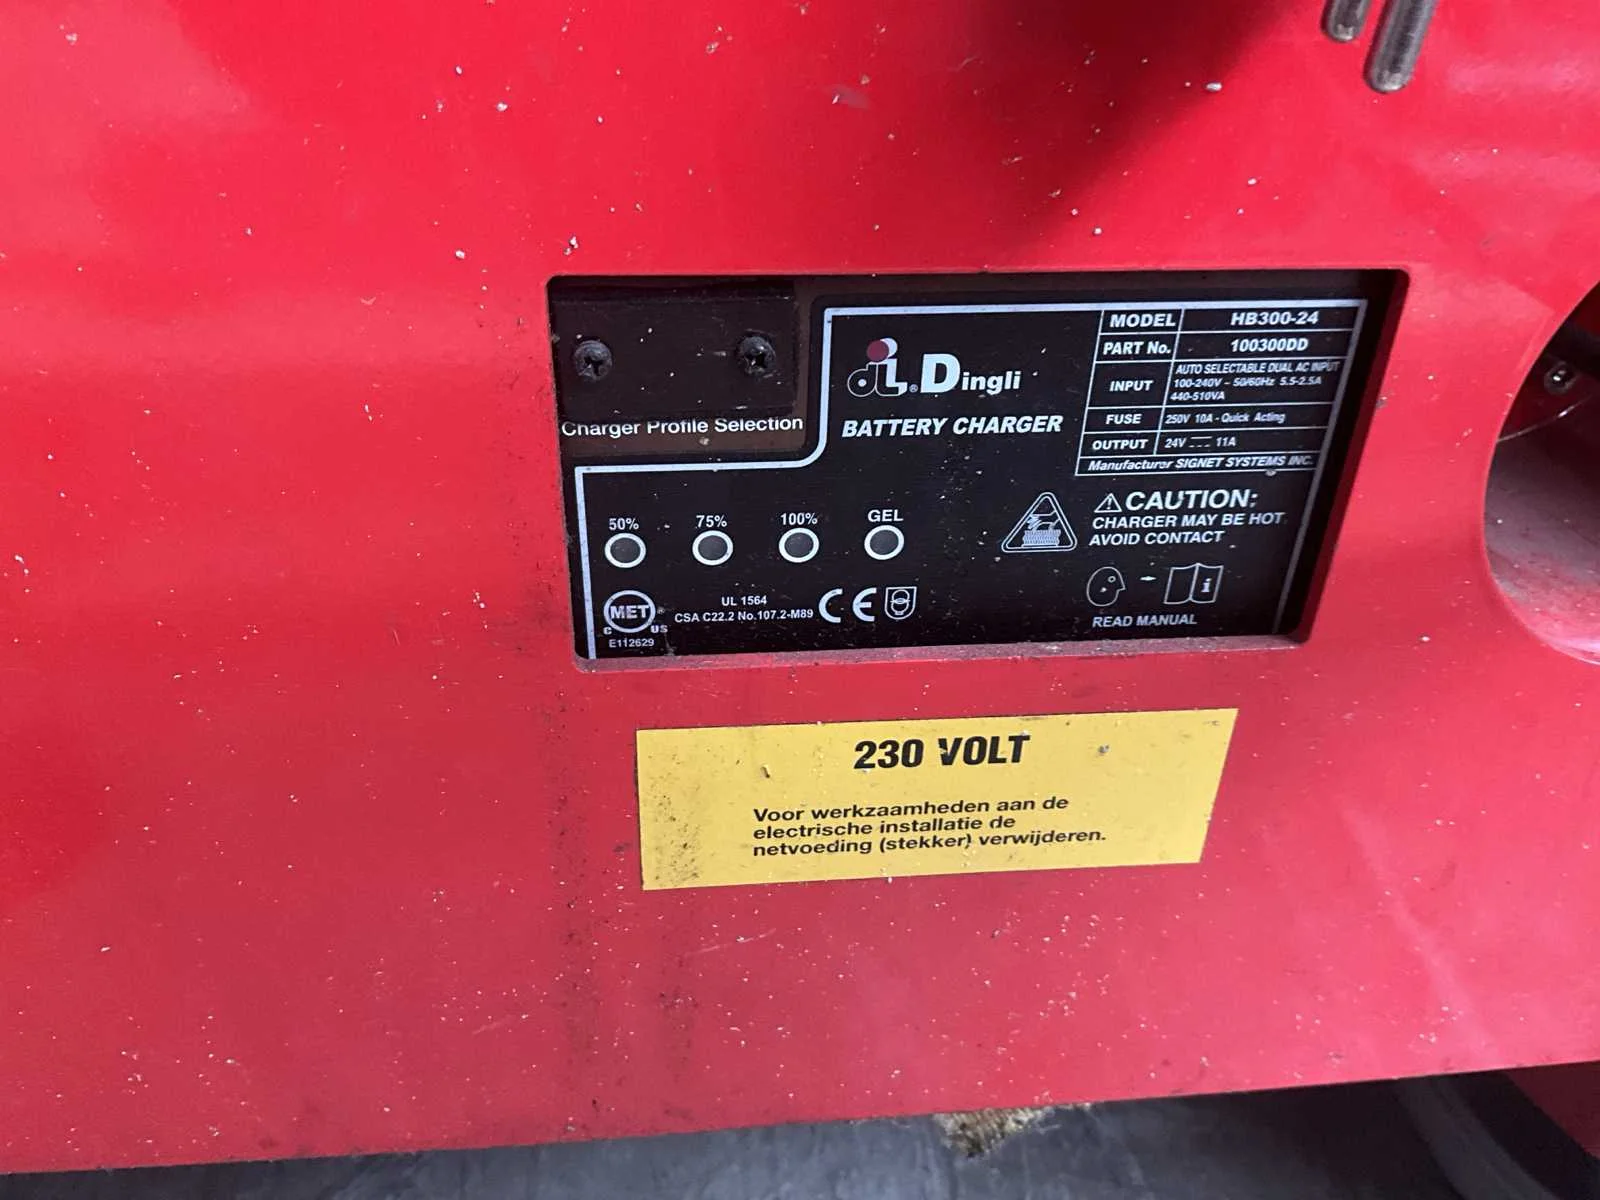 Charger Profile Selection
Dingli
BATTERY CHARGER
MODEL HB300-24
PART No. 100300DD
INPUT AUTO SELECTABLE DUAL AC INPUT
100-240V ~ 50/60Hz 5.5-2.5A
440-510VA
FUSE 250V 10A - Quick Acting
OUTPUT 24V 11A
Manufacturer SIGNET SYSTEMS INC.
50% 75% 100% GEL
CAUTION:
CHARGER MAY BE HOT
AVOID CONTACT
READ MANUAL
MET
C US
E112629
UL 1564
CSA C22.2 No.107.2-M89
CE
230 VOLT
Voor werkzaamheden aan de
electrische installatie de
netvoeding (stekker) verwijderen.